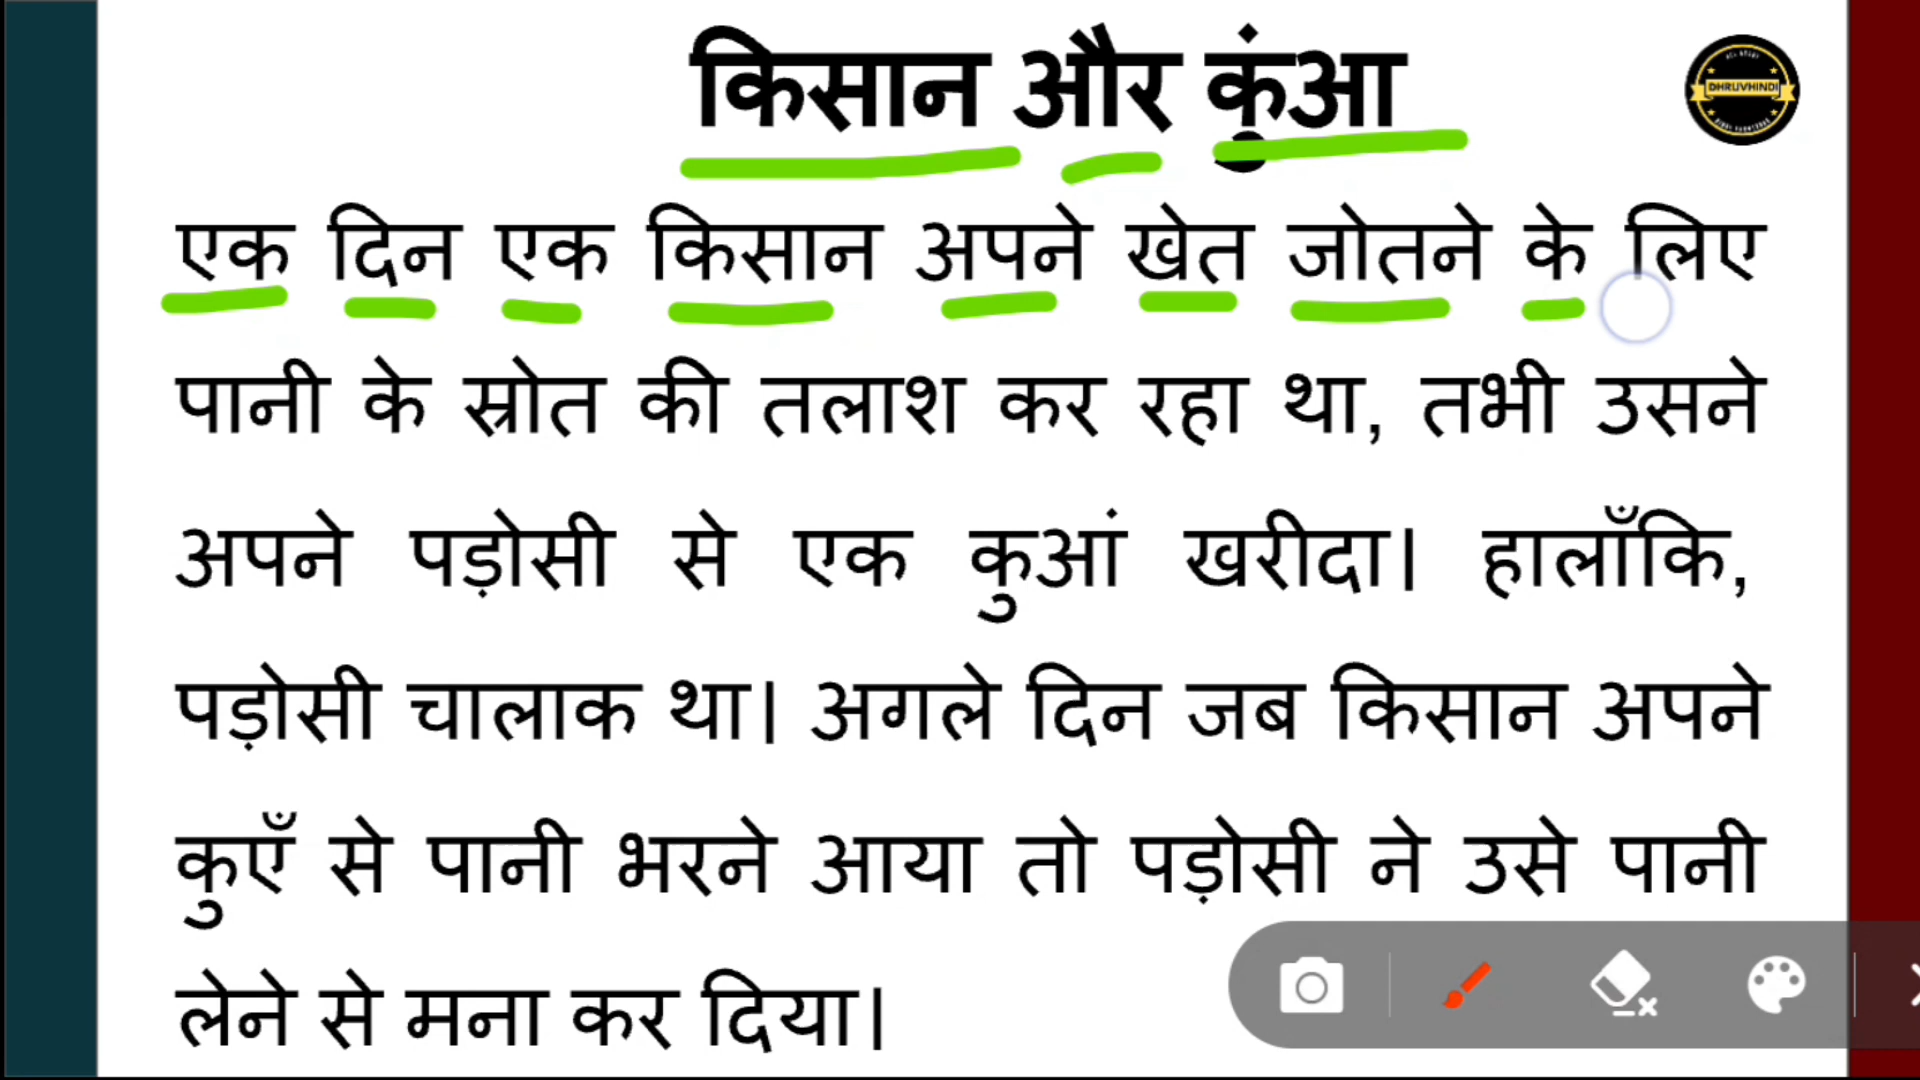 किसान और कुंआ
DHRUVHINDI
एक दिन एक किसान अपने खेत जोतने के लिए
पानी के स्रोत की तलाश कर रहा था, तभी उसने
अपने पड़ोसी से एक कुआं खरीदा। हालाँकि,
पड़ोसी चालाक था। अगले दिन जब किसान अपने
कुएँ से पानी भरने आया तो पड़ोसी ने उसे पानी
लेने से मना कर दिया।